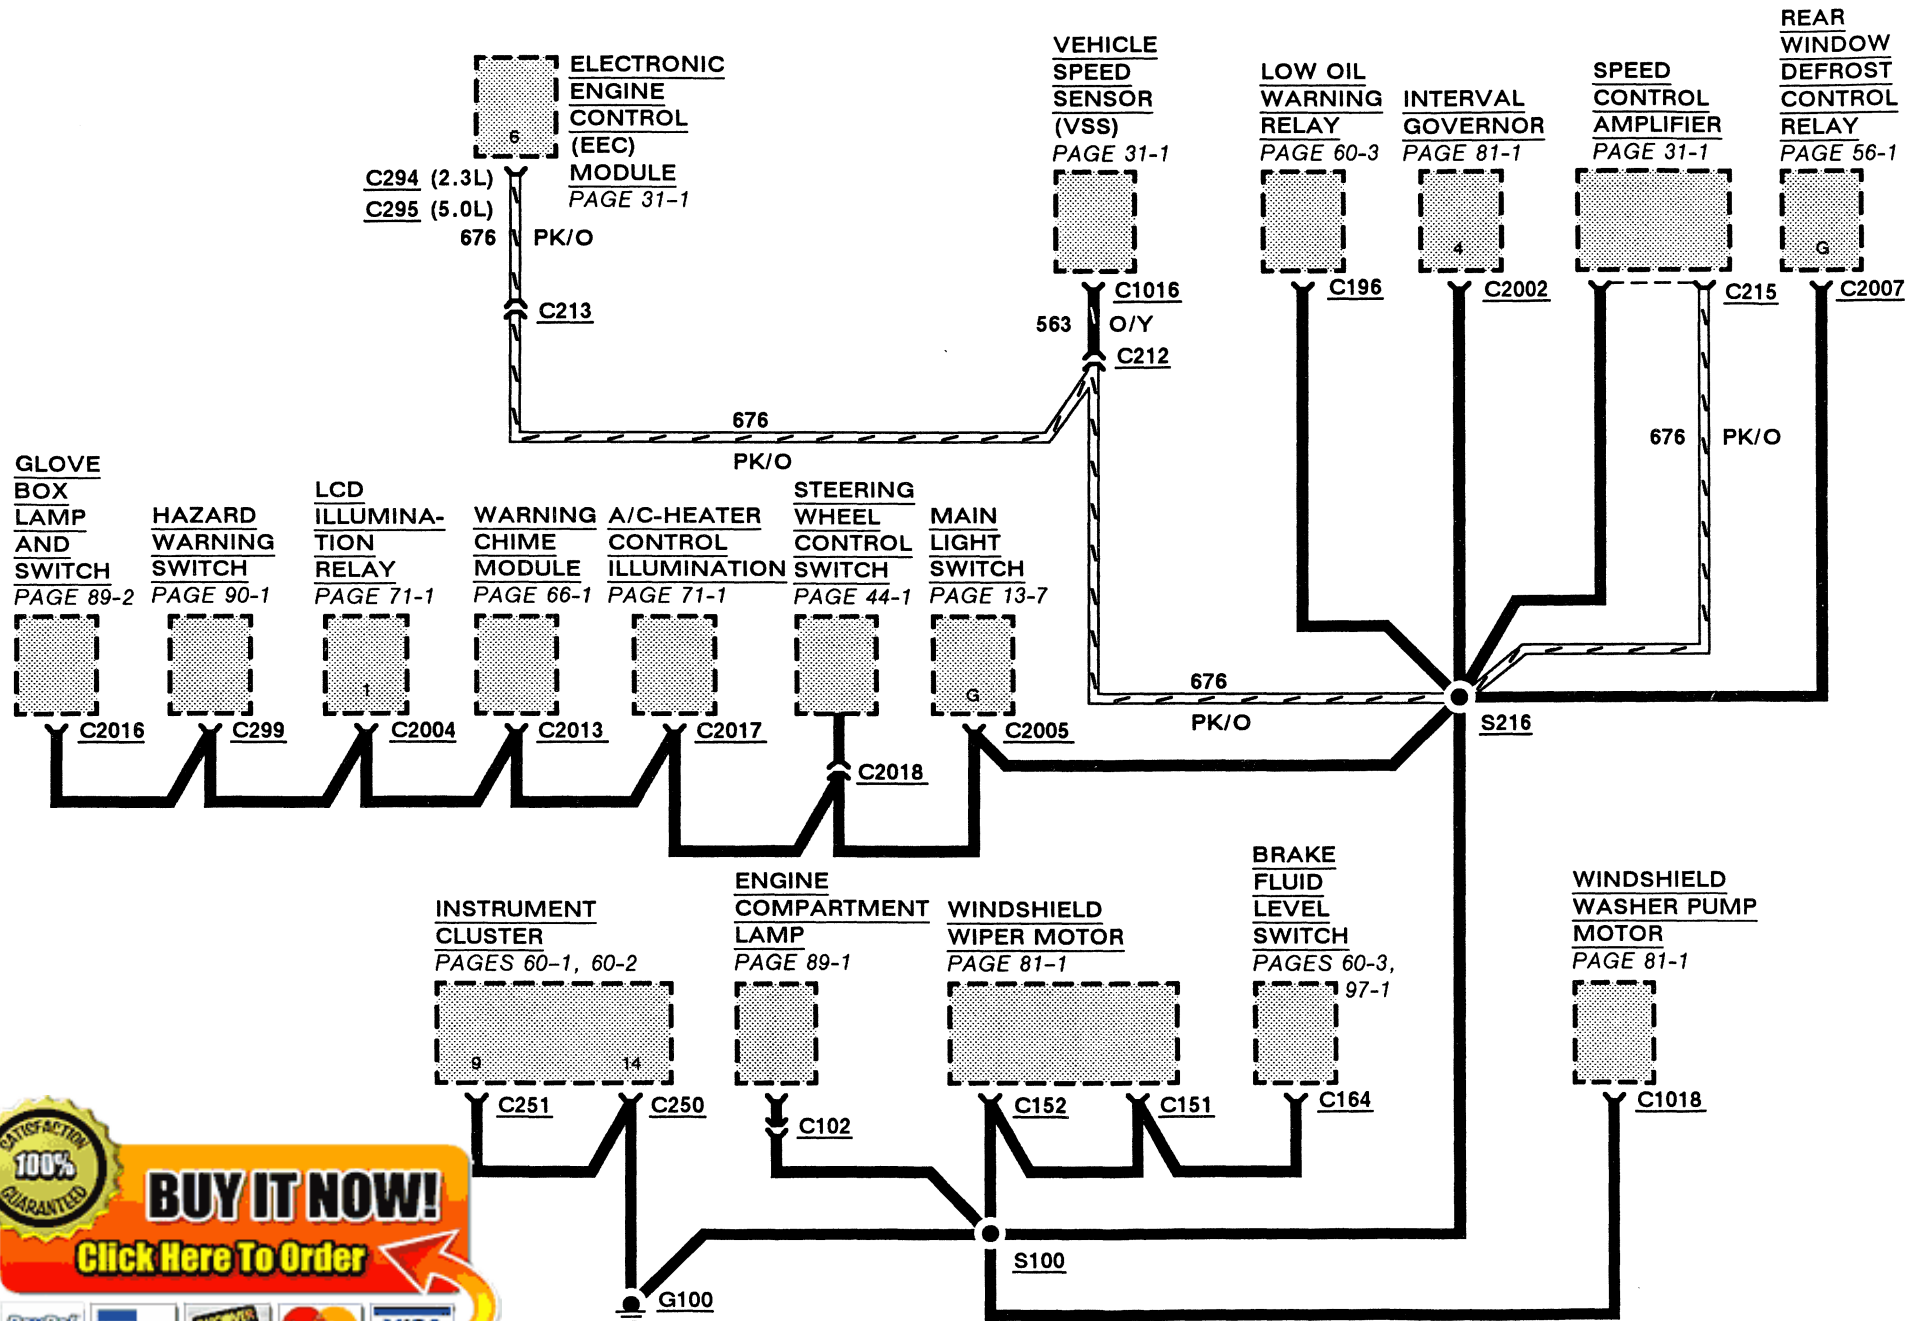 ELECTRONIC
ENGINE
CONTROL
(EEC)
MODULE
PAGE 31-1
6
C294 (2.3L)
C295 (5.0L)
676 PK/O
C213
676
PK/O
VEHICLE
SPEED
SENSOR
(VSS)
PAGE 31-1
C1016
563 O/Y
C212
LOW OIL
WARNING
RELAY
PAGE 60-3
C196
INTERVAL
GOVERNOR
PAGE 81-1
4
C2002
SPEED
CONTROL
AMPLIFIER
PAGE 31-1
C215
676 PK/O
REAR
WINDOW
DEFROST
CONTROL
RELAY
PAGE 56-1
G
C2007
GLOVE
BOX
LAMP
AND
SWITCH
PAGE 89-2
C2016
HAZARD
WARNING
SWITCH
PAGE 90-1
C299
LCD
ILLUMINA-
TION
RELAY
PAGE 71-1
1
C2004
WARNING
CHIME
MODULE
PAGE 66-1
C2013
A/C-HEATER
CONTROL
ILLUMINATION
PAGE 71-1
C2017
STEERING
WHEEL
CONTROL
SWITCH
PAGE 44-1
C2018
MAIN
LIGHT
SWITCH
PAGE 13-7
G
C2005
676
PK/O
S216
INSTRUMENT
CLUSTER
PAGES 60-1, 60-2
9
14
C251
C250
ENGINE
COMPARTMENT
LAMP
PAGE 89-1
C102
WINDSHIELD
WIPER MOTOR
PAGE 81-1
C152
C151
BRAKE
FLUID
LEVEL
SWITCH
PAGES 60-3,
97-1
C164
WINDSHIELD
WASHER PUMP
MOTOR
PAGE 81-1
C1018
S100
G100
SATISFACTION
100%
GUARANTEED
BUY IT NOW!
Click Here To Order